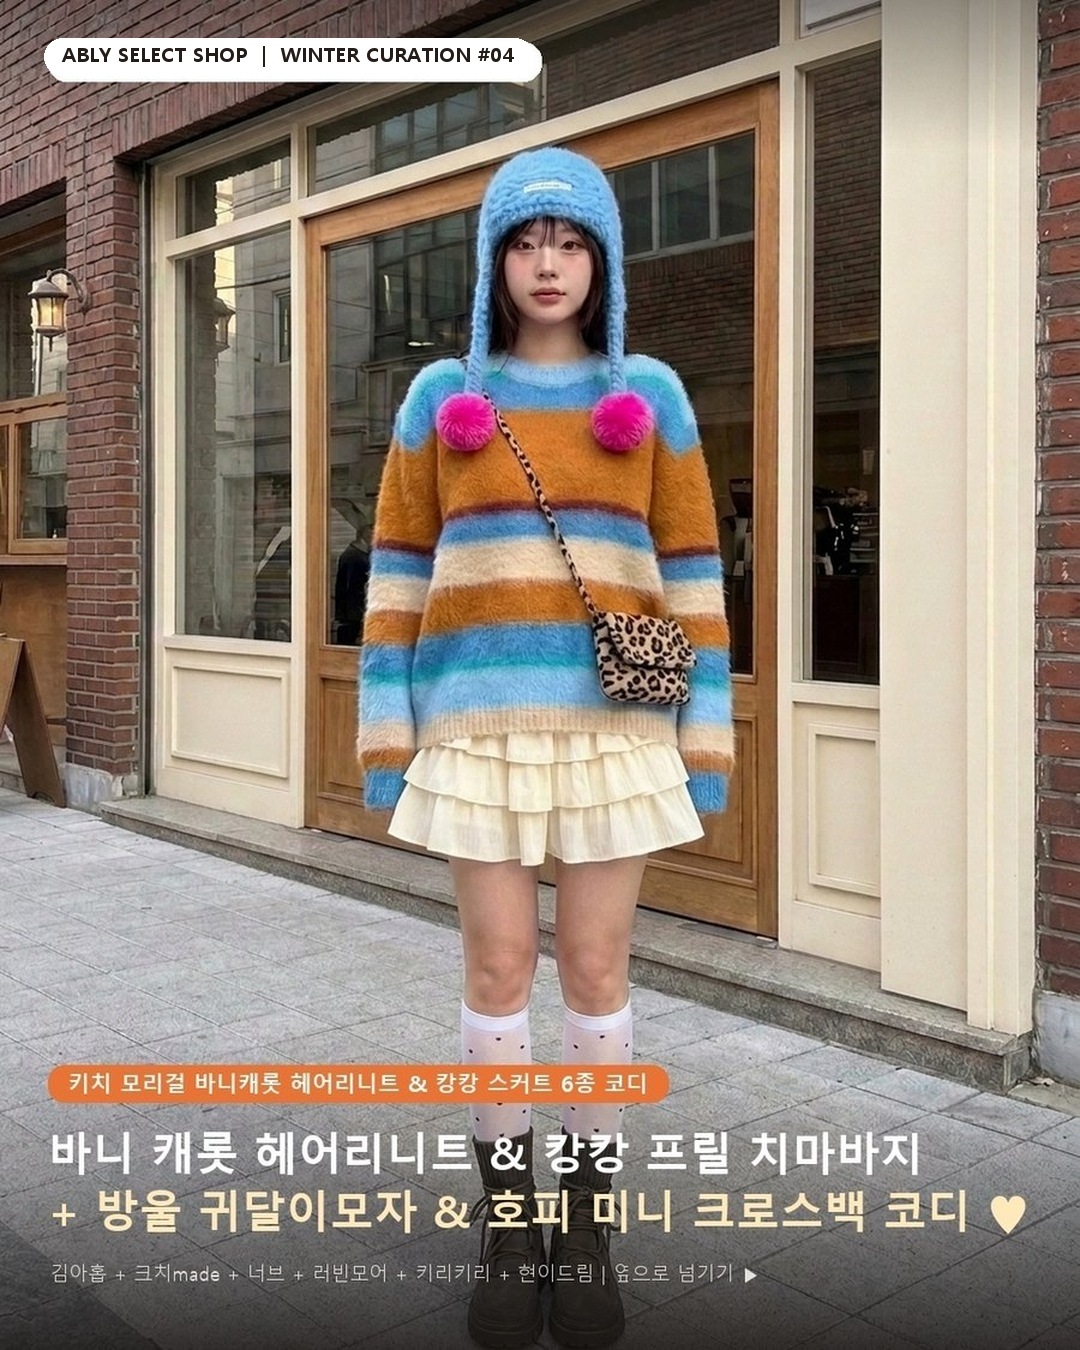 ABLY SELECT SHOP | WINTER CURATION #04
키치 모리걸 바니캐롯 헤어리니트 & 캉캉 스커트 6종 코디
바니 캐롯 헤어리니트 & 캉캉 프릴 치마바지
+ 방울 귀달이모자 & 호피 미니 크로스백 코디 ♥
김아홉 + 크치made + 너브 + 러빈모어 + 키리키리 + 현이드림 | 옆으로 넘기기 ▶